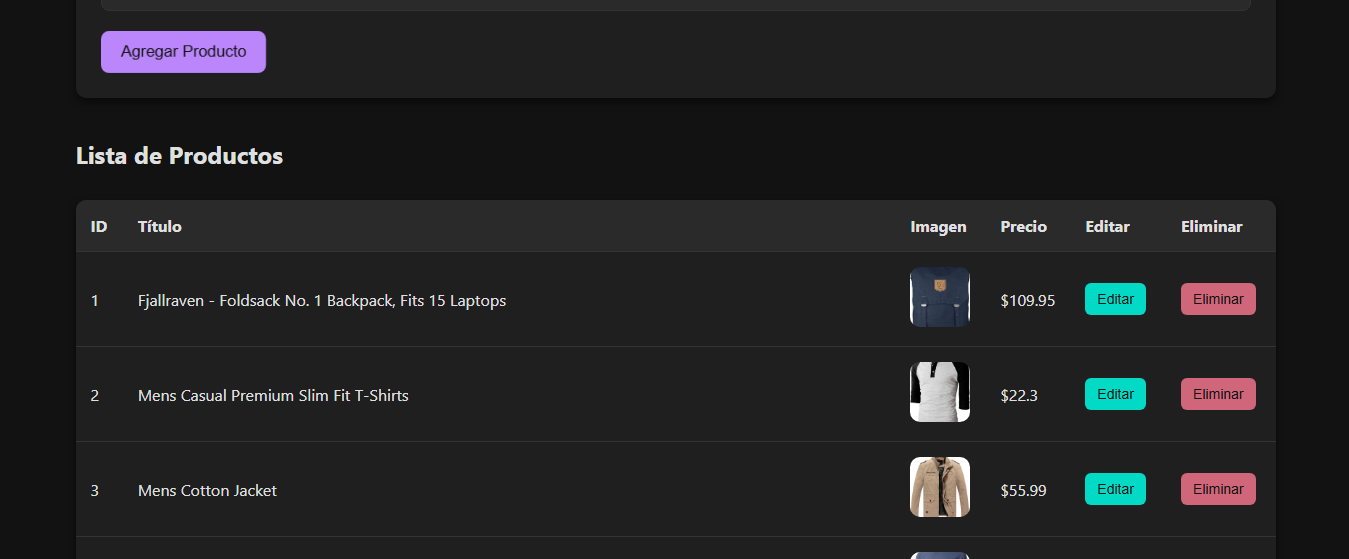 Agregar Producto
Lista de Productos
ID Título Imagen Precio Editar Eliminar
1 Fjallraven - Foldsack No. 1 Backpack, Fits 15 Laptops $109.95 Editar Eliminar
2 Mens Casual Premium Slim Fit T-Shirts $22.3 Editar Eliminar
3 Mens Cotton Jacket $55.99 Editar Eliminar